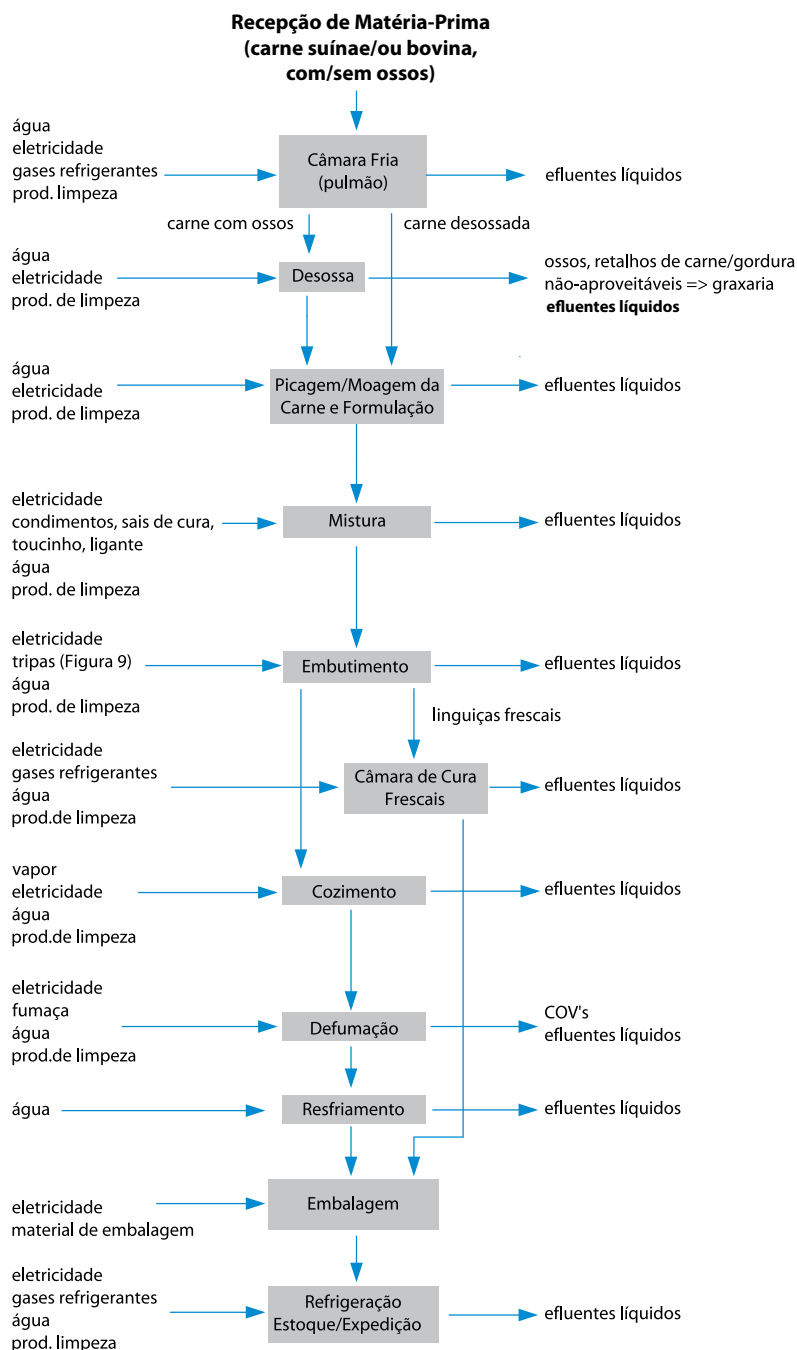 Recepção de Matéria-Prima
(carne suínae/ou bovina,
com/sem ossos)
água
eletricidade
gases refrigerantes
prod. limpeza
Câmara Fria
(pulmão)
efluentes líquidos
carne com ossos
carne desossada
água
eletricidade
prod. de limpeza
Desossa
ossos, retalhos de carne/gordura
não-aproveitáveis => graxaria
efluentes líquidos
água
eletricidade
prod. de limpeza
Picagem/Moagem da
Carne e Formulação
efluentes líquidos
eletricidade
condimentos, sais de cura,
toucinho, ligante
água
prod. de limpeza
Mistura
efluentes líquidos
eletricidade
tripas (Figura 9)
água
prod. de limpeza
Embutimento
efluentes líquidos
linguiças frescais
eletricidade
gases refrigerantes
água
prod.de limpeza
Câmara de Cura
Frescais
efluentes líquidos
vapor
eletricidade
água
prod.de limpeza
Cozimento
efluentes líquidos
eletricidade
fumaça
água
prod.de limpeza
Defumação
COV's
efluentes líquidos
água
Resfriamento
efluentes líquidos
eletricidade
material de embalagem
Embalagem
eletricidade
gases refrigerantes
água
prod. limpeza
Refrigeração
Estoque/Expedição
efluentes líquidos